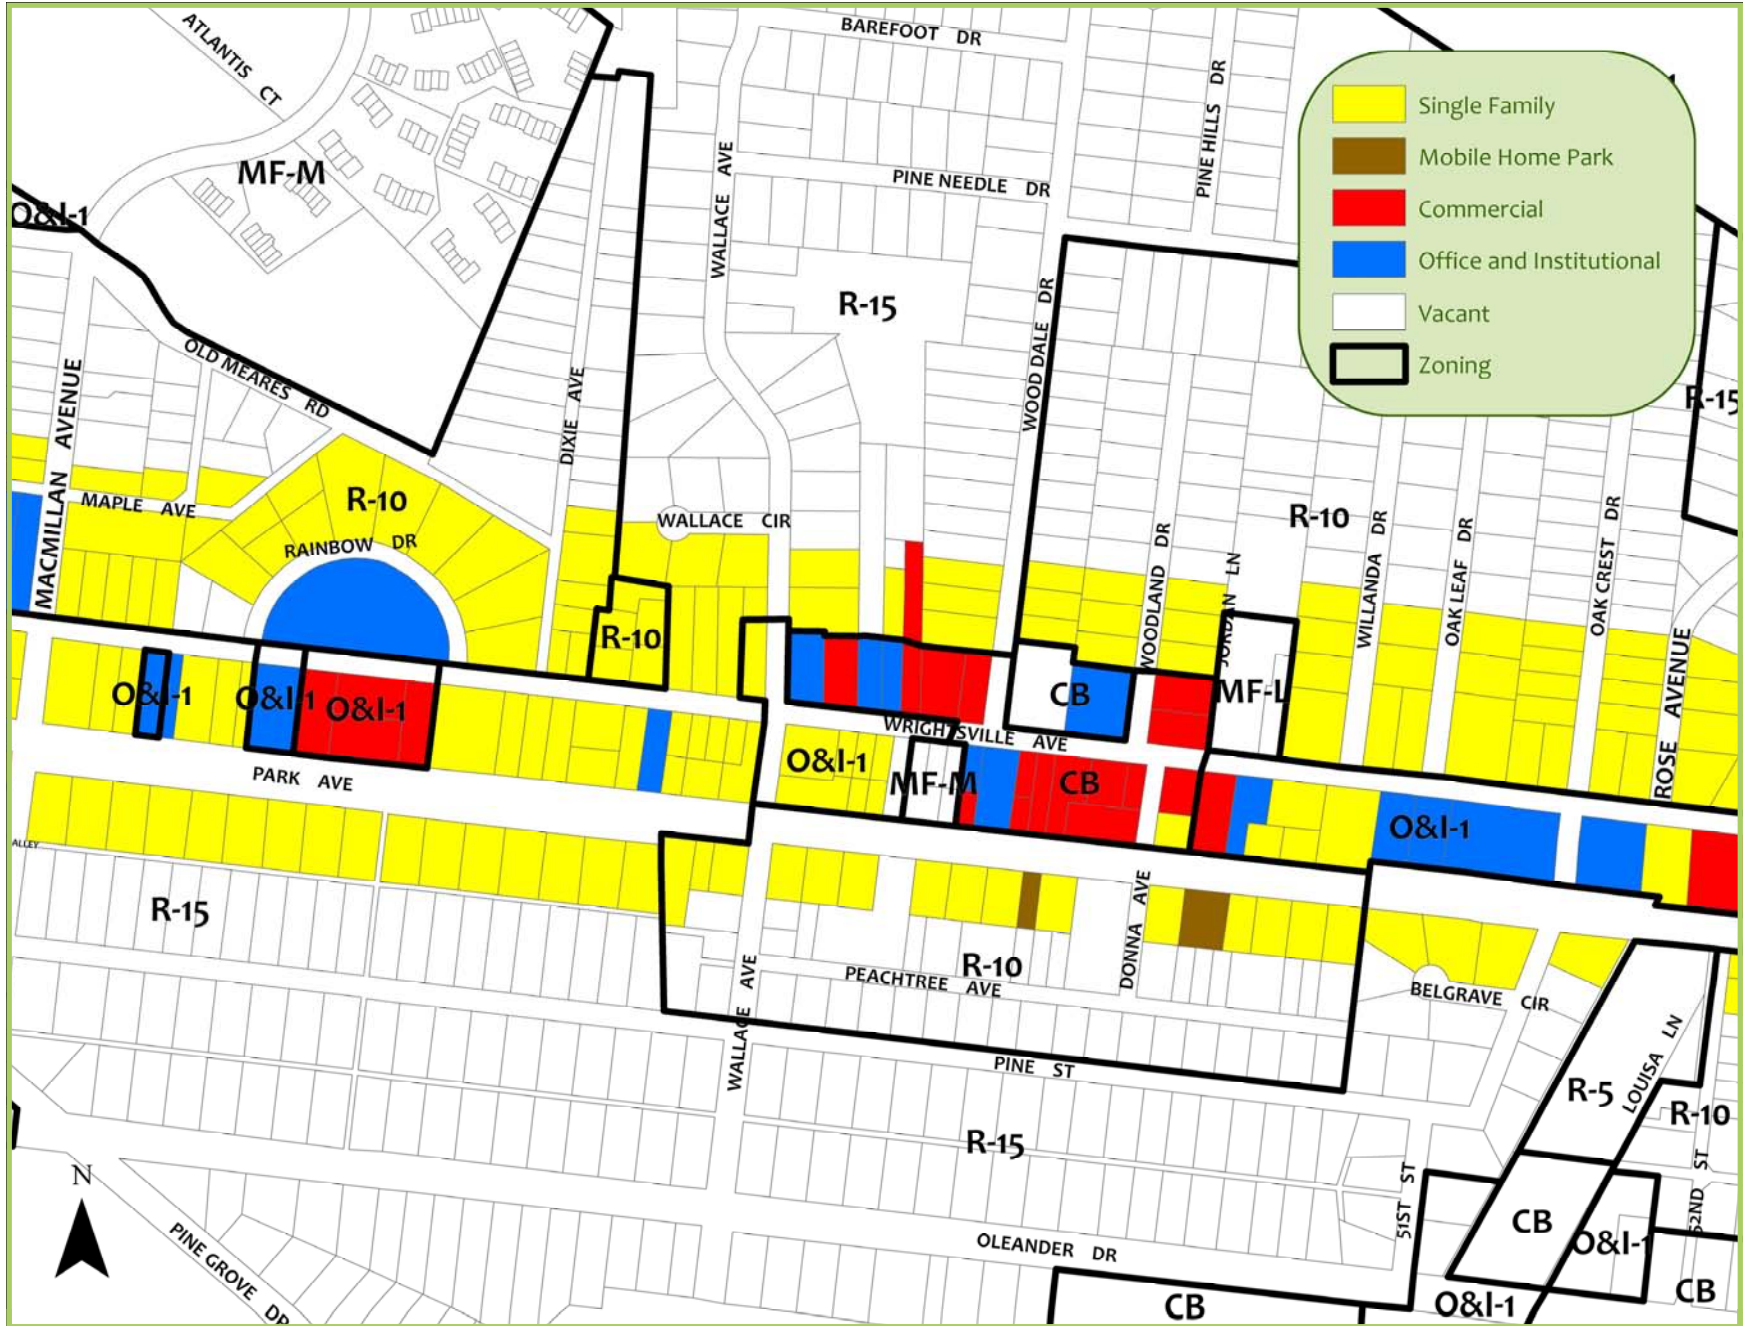 ATLANTIS CT
BAREFOOT DR
PINE HILLS DR
Single Family
Mobile Home Park
Commercial
Office and Institutional
Vacant
Zoning
MF-M
O&I-1
WALLACE AVE
PINE NEEDLE DR
WALLACE AVE
R-15
WOOD DALE DR
WOOD DALE DR
OLD MEARES RD
DIXIE AVE
MACMILLAN AVENUE
R-15
MAPLE AVE
R-10
RAINBOW DR
WALLACE CIR
R-10
WOODLAND DR
JORDAN LN
WILLANDA DR
OAK LEAF DR
OAK CREST DR
ROSE AVENUE
R-10
O&I-1
O&I-1
O&I-1
CB
MF-L
WRIGHTSVILLE AVE
O&I-1
MF-M
CB
PARK AVE
O&I-1
ALLEY
R-15
R-10
DONNA AVE
PEACHTREE AVE
WALLACE AVE
BELGRAVE CIR
PINE ST
R-5
LOUISA LN
R-10
R-15
51ST ST
52ND ST
N
PINE GROVE DR
OLEANDER DR
CB
O&I-1
CB
CB
O&I-1